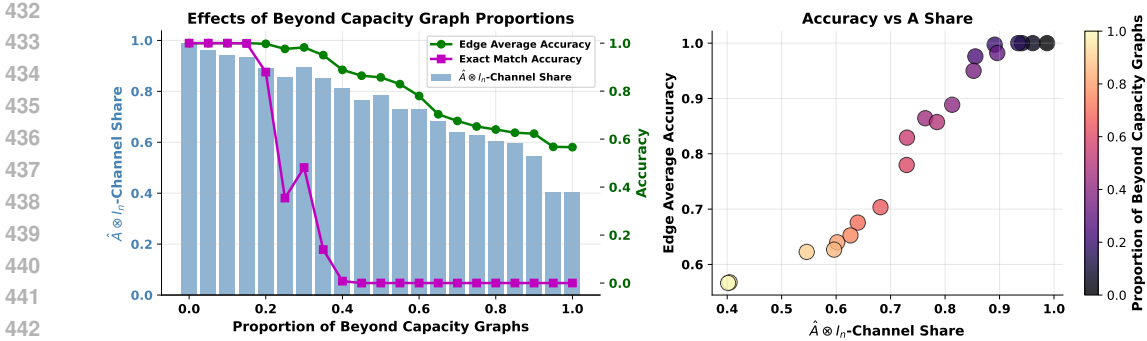 432
433
434
435
436
437
438
439
440
441
442
Effects of Beyond Capacity Graph Proportions
Edge Average Accuracy
Exact Match Accuracy
Â ⊗ Iₙ-Channel Share
1.0
0.8
0.6
0.4
0.2
0.0
Â ⊗ Iₙ-Channel Share
1.0
0.8
0.6
0.4
0.2
0.0
Accuracy
0.0 0.2 0.4 0.6 0.8 1.0
Proportion of Beyond Capacity Graphs
Accuracy vs A Share
1.0
0.9
0.8
0.7
0.6
Edge Average Accuracy
0.4 0.5 0.6 0.7 0.8 0.9 1.0
Â ⊗ Iₙ-Channel Share
1.0
0.8
0.6
0.4
0.2
0.0
Proportion of Beyond Capacity Graphs